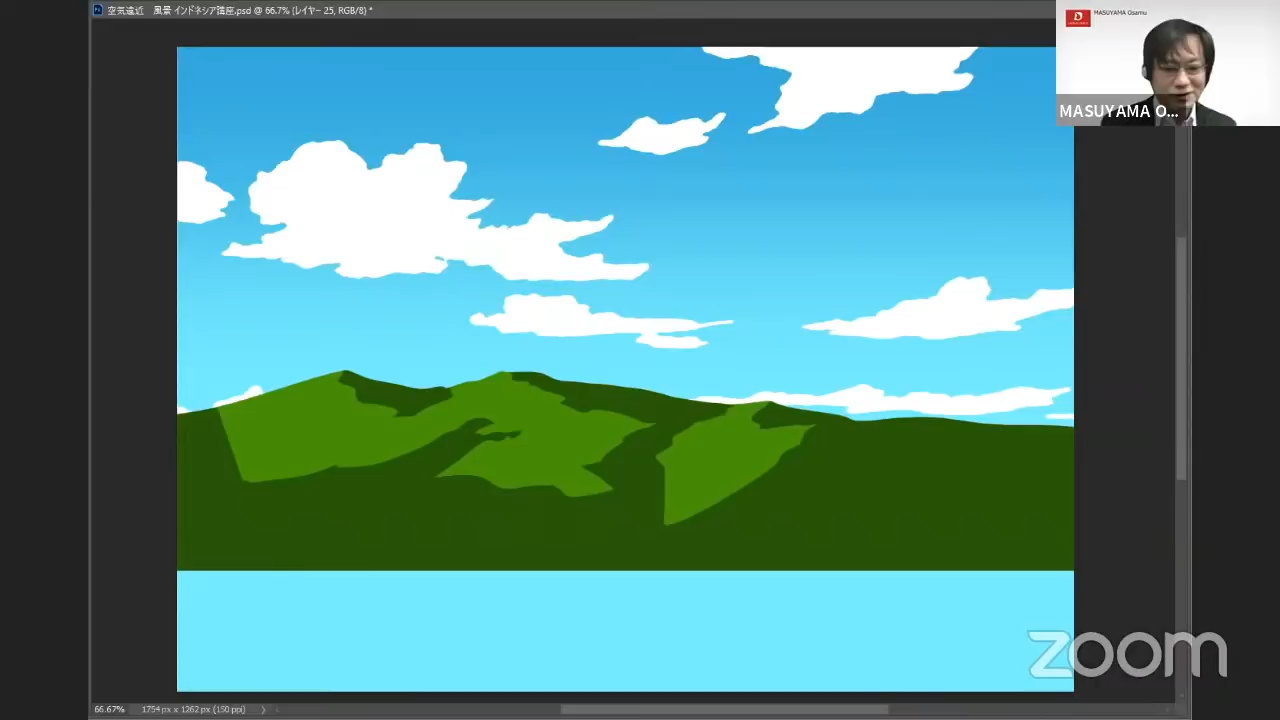 空気遠近 風景 インドネシア講座.psd @ 66.7% (レイヤー 25, RGB/8) *
MASUYAMA Osamu
MASUYAMA O...
zoom
66.67% 1754 px x 1262 px (150 ppi)